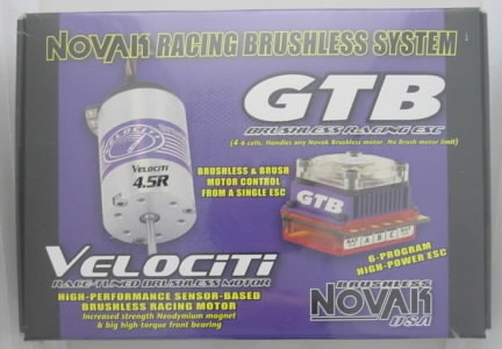 NOVAK RACING BRUSHLESS SYSTEM
GTB
BRUSHLESS RACING ESC
(4-6 cells. Handles any Novak Brushless motor. No Brush motor limit)
VELOCITI
4.5R
BRUSHLESS & BRUSH
MOTOR CONTROL
FROM A SINGLE ESC
GTB
A B C
6-PROGRAM
HIGH-POWER ESC
VELOCITI
RACE-TUNED BRUSHLESS MOTOR
HIGH-PERFORMANCE SENSOR-BASED
BRUSHLESS RACING MOTOR
Increased strength Neodymium magnet
& big high-torque front bearing
BRUSHLESS
NOVAK
USA